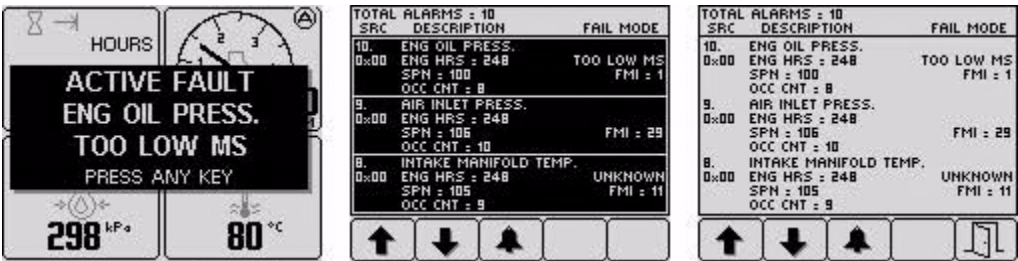 HOURS
2
3
ACTIVE FAULT
ENG OIL PRESS.
TOO LOW MS
PRESS ANY KEY
298 kPa
80 °C
TOTAL ALARMS : 10
SRC DESCRIPTION FAIL MODE
10. ENG OIL PRESS.
0x00 ENG HRS : 248 TOO LOW MS
SPN : 100 FMI : 1
OCC CNT : 8
9. AIR INLET PRESS.
0x00 ENG HRS : 248
SPN : 106 FMI : 29
OCC CNT : 10
8. INTAKE MANIFOLD TEMP.
0x00 ENG HRS : 248 UNKNOWN
SPN : 105 FMI : 11
OCC CNT : 9
TOTAL ALARMS : 10
SRC DESCRIPTION FAIL MODE
10. ENG OIL PRESS.
0x00 ENG HRS : 248 TOO LOW MS
SPN : 100 FMI : 1
OCC CNT : 8
9. AIR INLET PRESS.
0x00 ENG HRS : 248
SPN : 106 FMI : 29
OCC CNT : 10
8. INTAKE MANIFOLD TEMP.
0x00 ENG HRS : 248 UNKNOWN
SPN : 105 FMI : 11
OCC CNT : 9